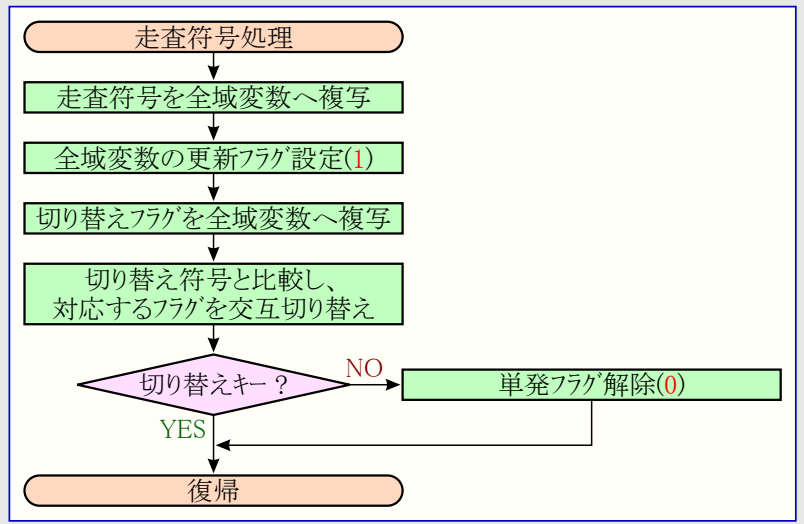 走査符号処理
走査符号を全域変数へ複写
全域変数の更新ﾌﾗｸﾞ設定(1)
切り替えﾌﾗｸﾞを全域変数へ複写
切り替え符号と比較し、
対応するﾌﾗｸﾞを交互切り替え
切り替えキー ?
NO
単発ﾌﾗｸﾞ解除(0)
YES
復帰